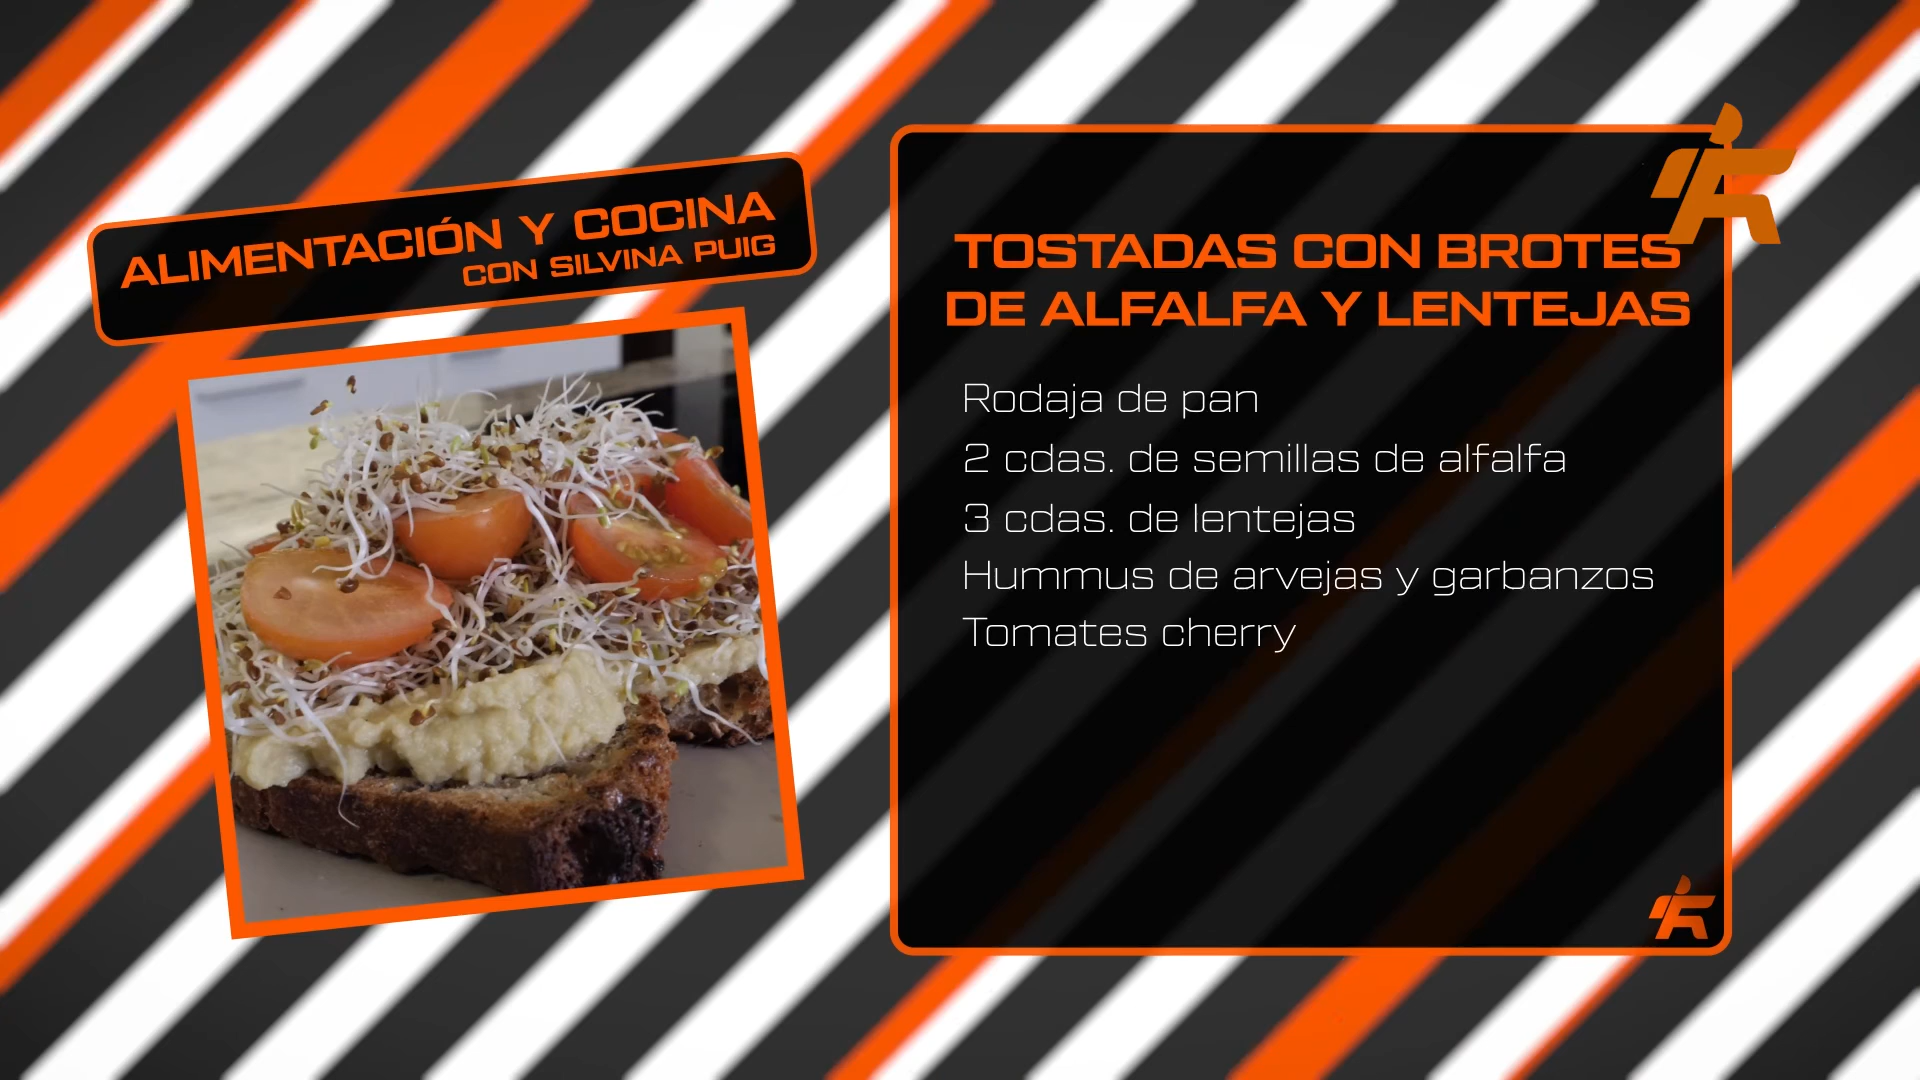 ALIMENTACIÓN Y COCINA
CON SILVINA PUIG
TOSTADAS CON BROTES
DE ALFALFA Y LENTEJAS
Rodaja de pan
2 cdas. de semillas de alfalfa
3 cdas. de lentejas
Hummus de arvejas y garbanzos
Tomates cherry